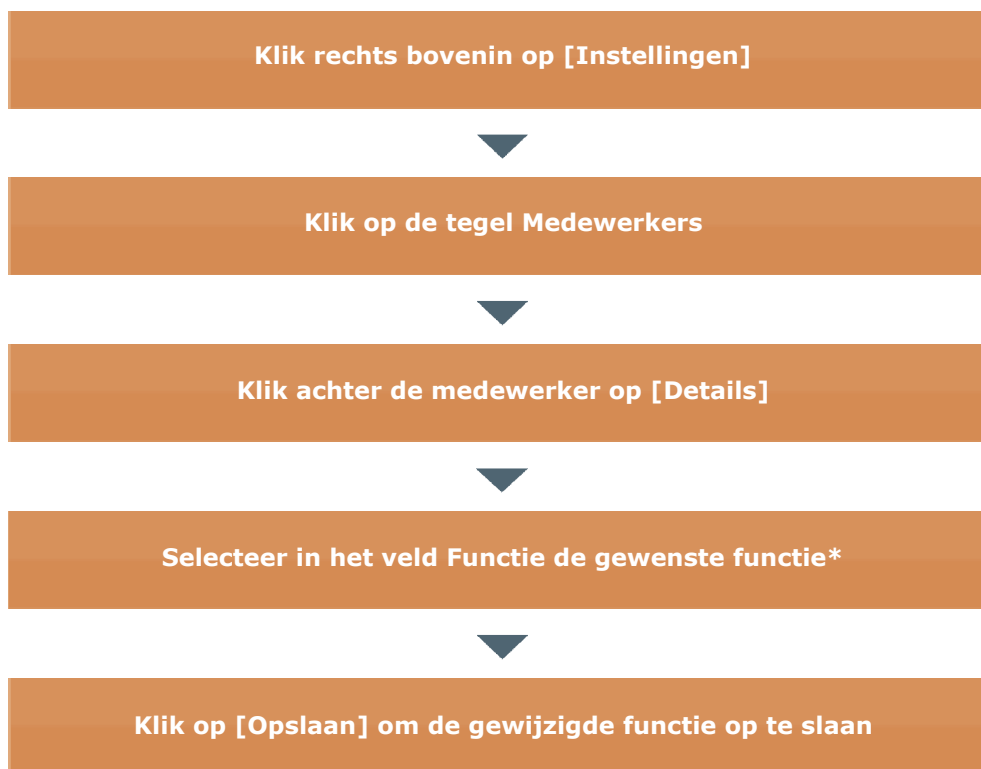 Klik rechts bovenin op [Instellingen]
Klik op de tegel Medewerkers
Klik achter de medewerker op [Details]
Selecteer in het veld Functie de gewenste functie*
Klik op [Opslaan] om de gewijzigde functie op te slaan